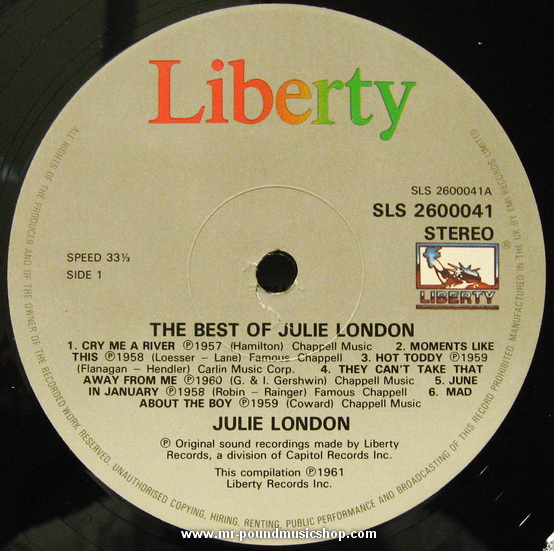 Liberty
SLS 2600041A
SLS 2600041
STEREO
®
LIBERTY
SPEED 33⅓
SIDE 1
THE BEST OF JULIE LONDON
1. CRY ME A RIVER ℗1957 (Hamilton) Chappell Music 2. MOMENTS LIKE
THIS ℗1958 (Loesser - Lane) Famous Chappell 3. HOT TODDY ℗1959
(Flanagan - Hendler) Carlin Music Corp. 4. THEY CAN'T TAKE THAT
AWAY FROM ME ℗1960 (G. & I. Gershwin) Chappell Music 5. JUNE
IN JANUARY ℗1958 (Robin - Rainger) Famous Chappell 6. MAD
ABOUT THE BOY ℗1959 (Coward) Chappell Music
JULIE LONDON
℗ Original sound recordings made by Liberty
Records, a division of Capitol Records Inc.
This compilation ℗1961
Liberty Records Inc.
ALL RIGHTS OF THE PRODUCER AND OF THE OWNER OF THE RECORDED WORK RESERVED. UNAUTHORISED COPYING, HIRING, RENTING, PUBLIC PERFORMANCE AND BROADCASTING OF THIS RECORD PROHIBITED. MANUFACTURED IN THE UK BY EMI RECORDS LIMITED
www.mr-poundmusicshop.com